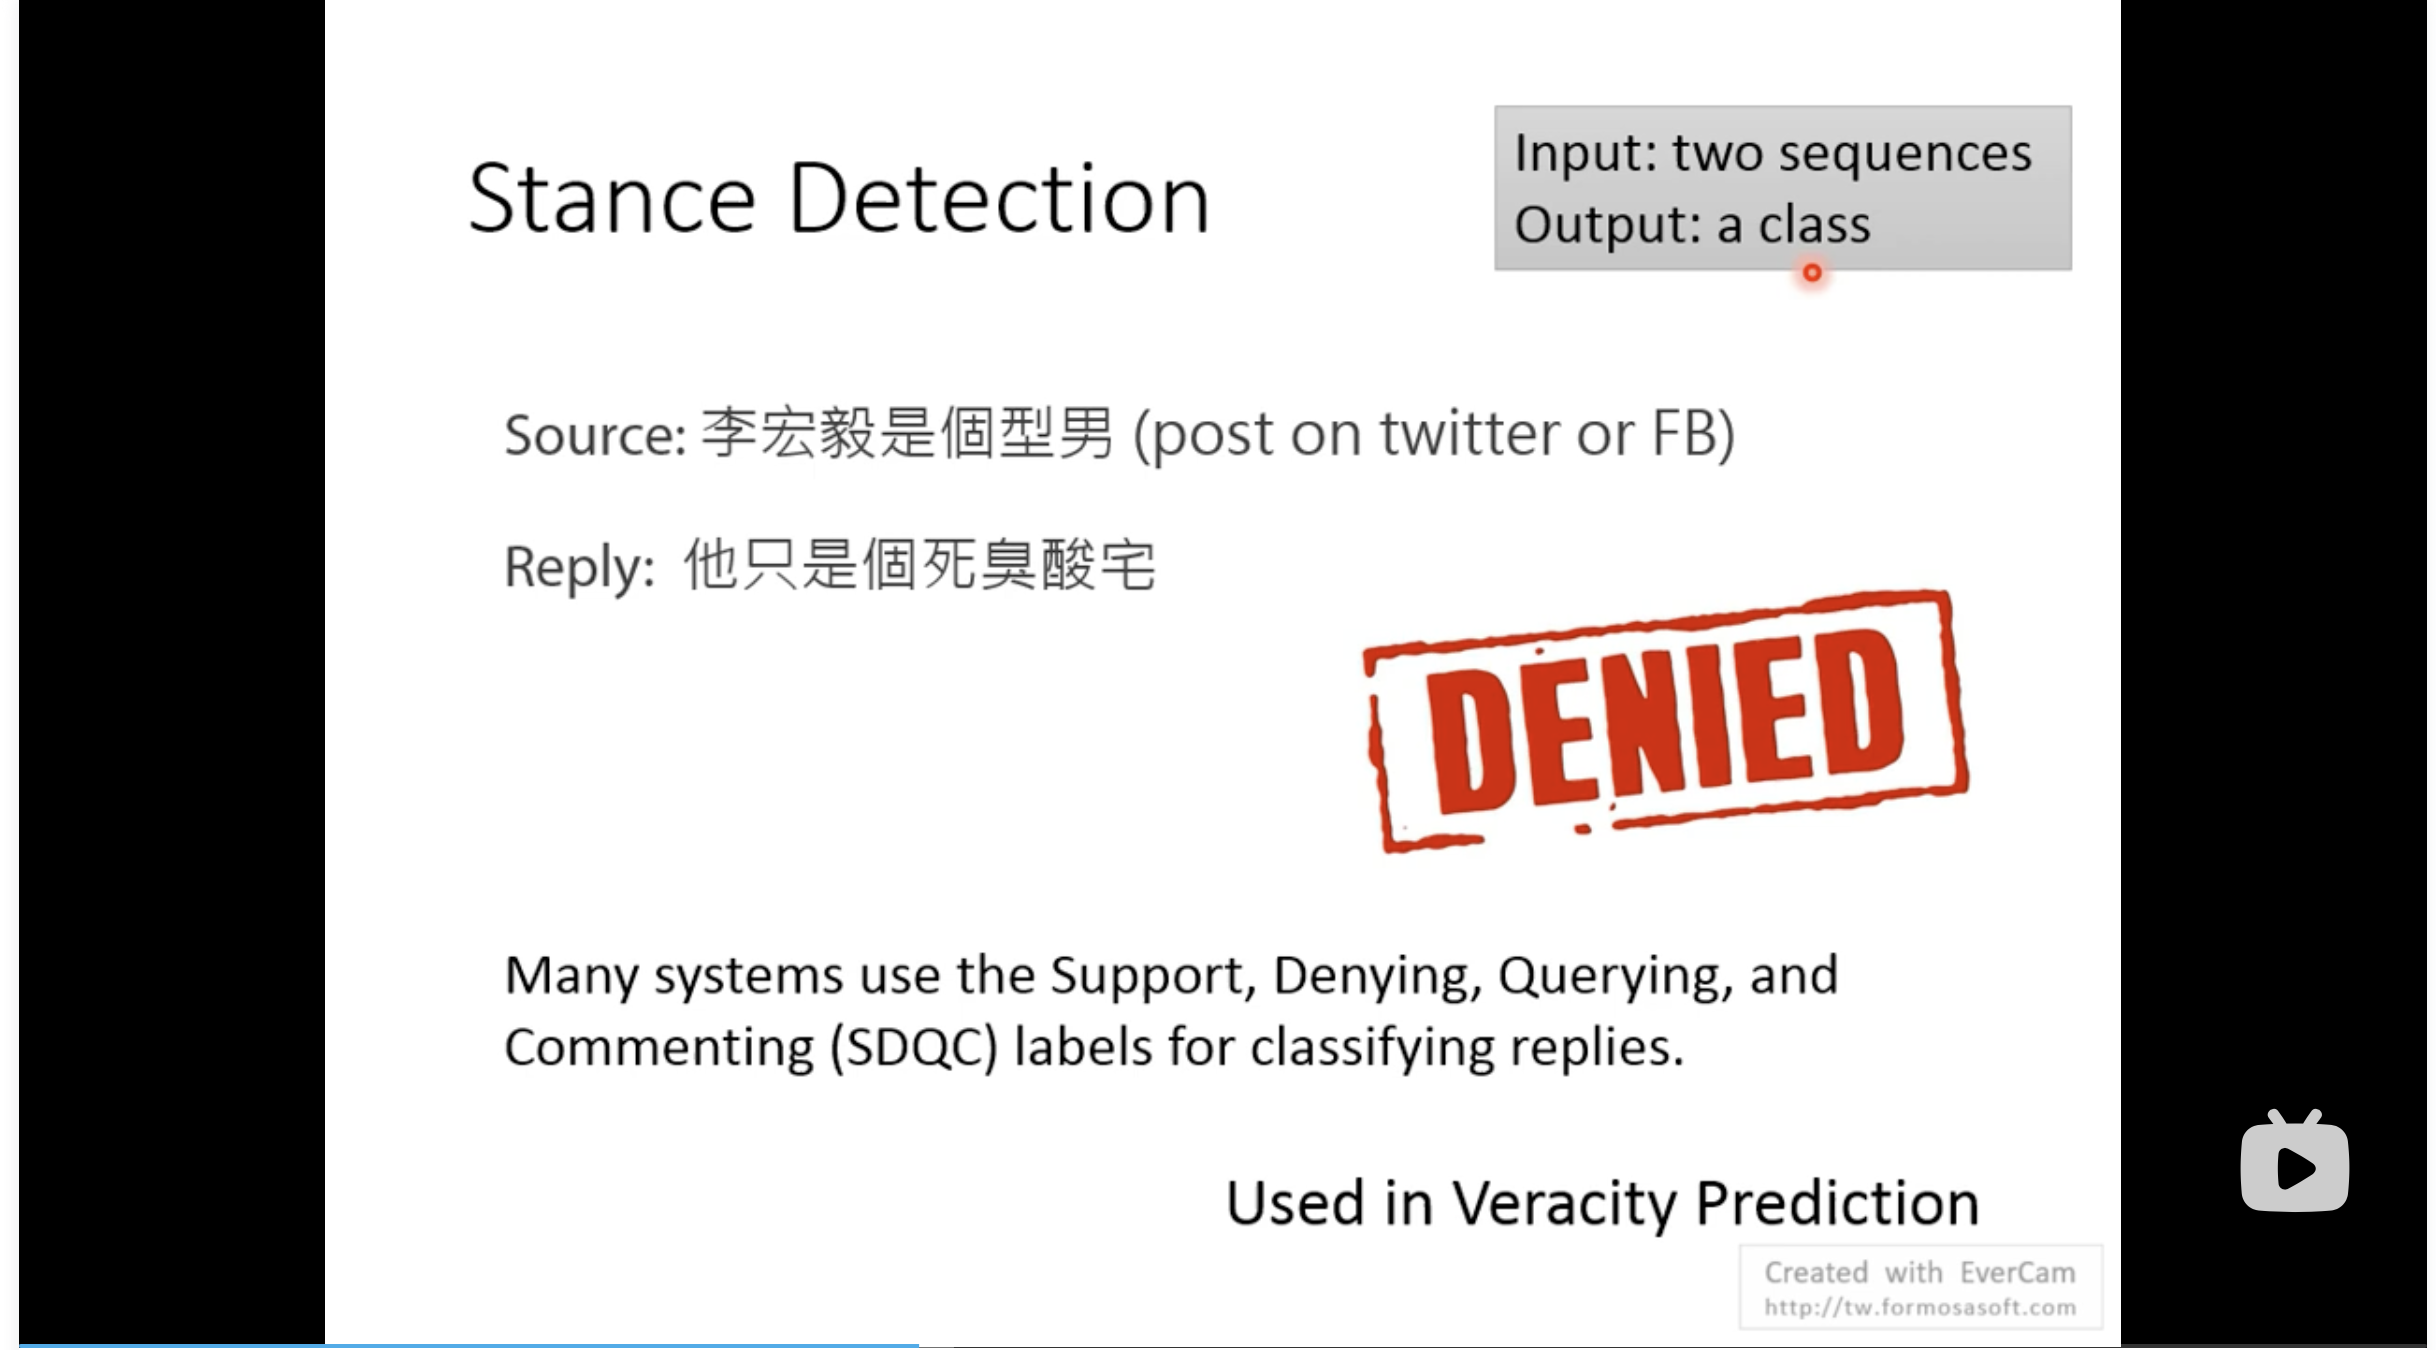 Stance Detection
Input: two sequences
Output: a class
Source: 李宏毅是個型男 (post on twitter or FB)
Reply: 他只是個死臭酸宅
DENIED
Many systems use the Support, Denying, Querying, and
Commenting (SDQC) labels for classifying replies.
Used in Veracity Prediction
Created with EverCam
http://tw.formosasoft.com